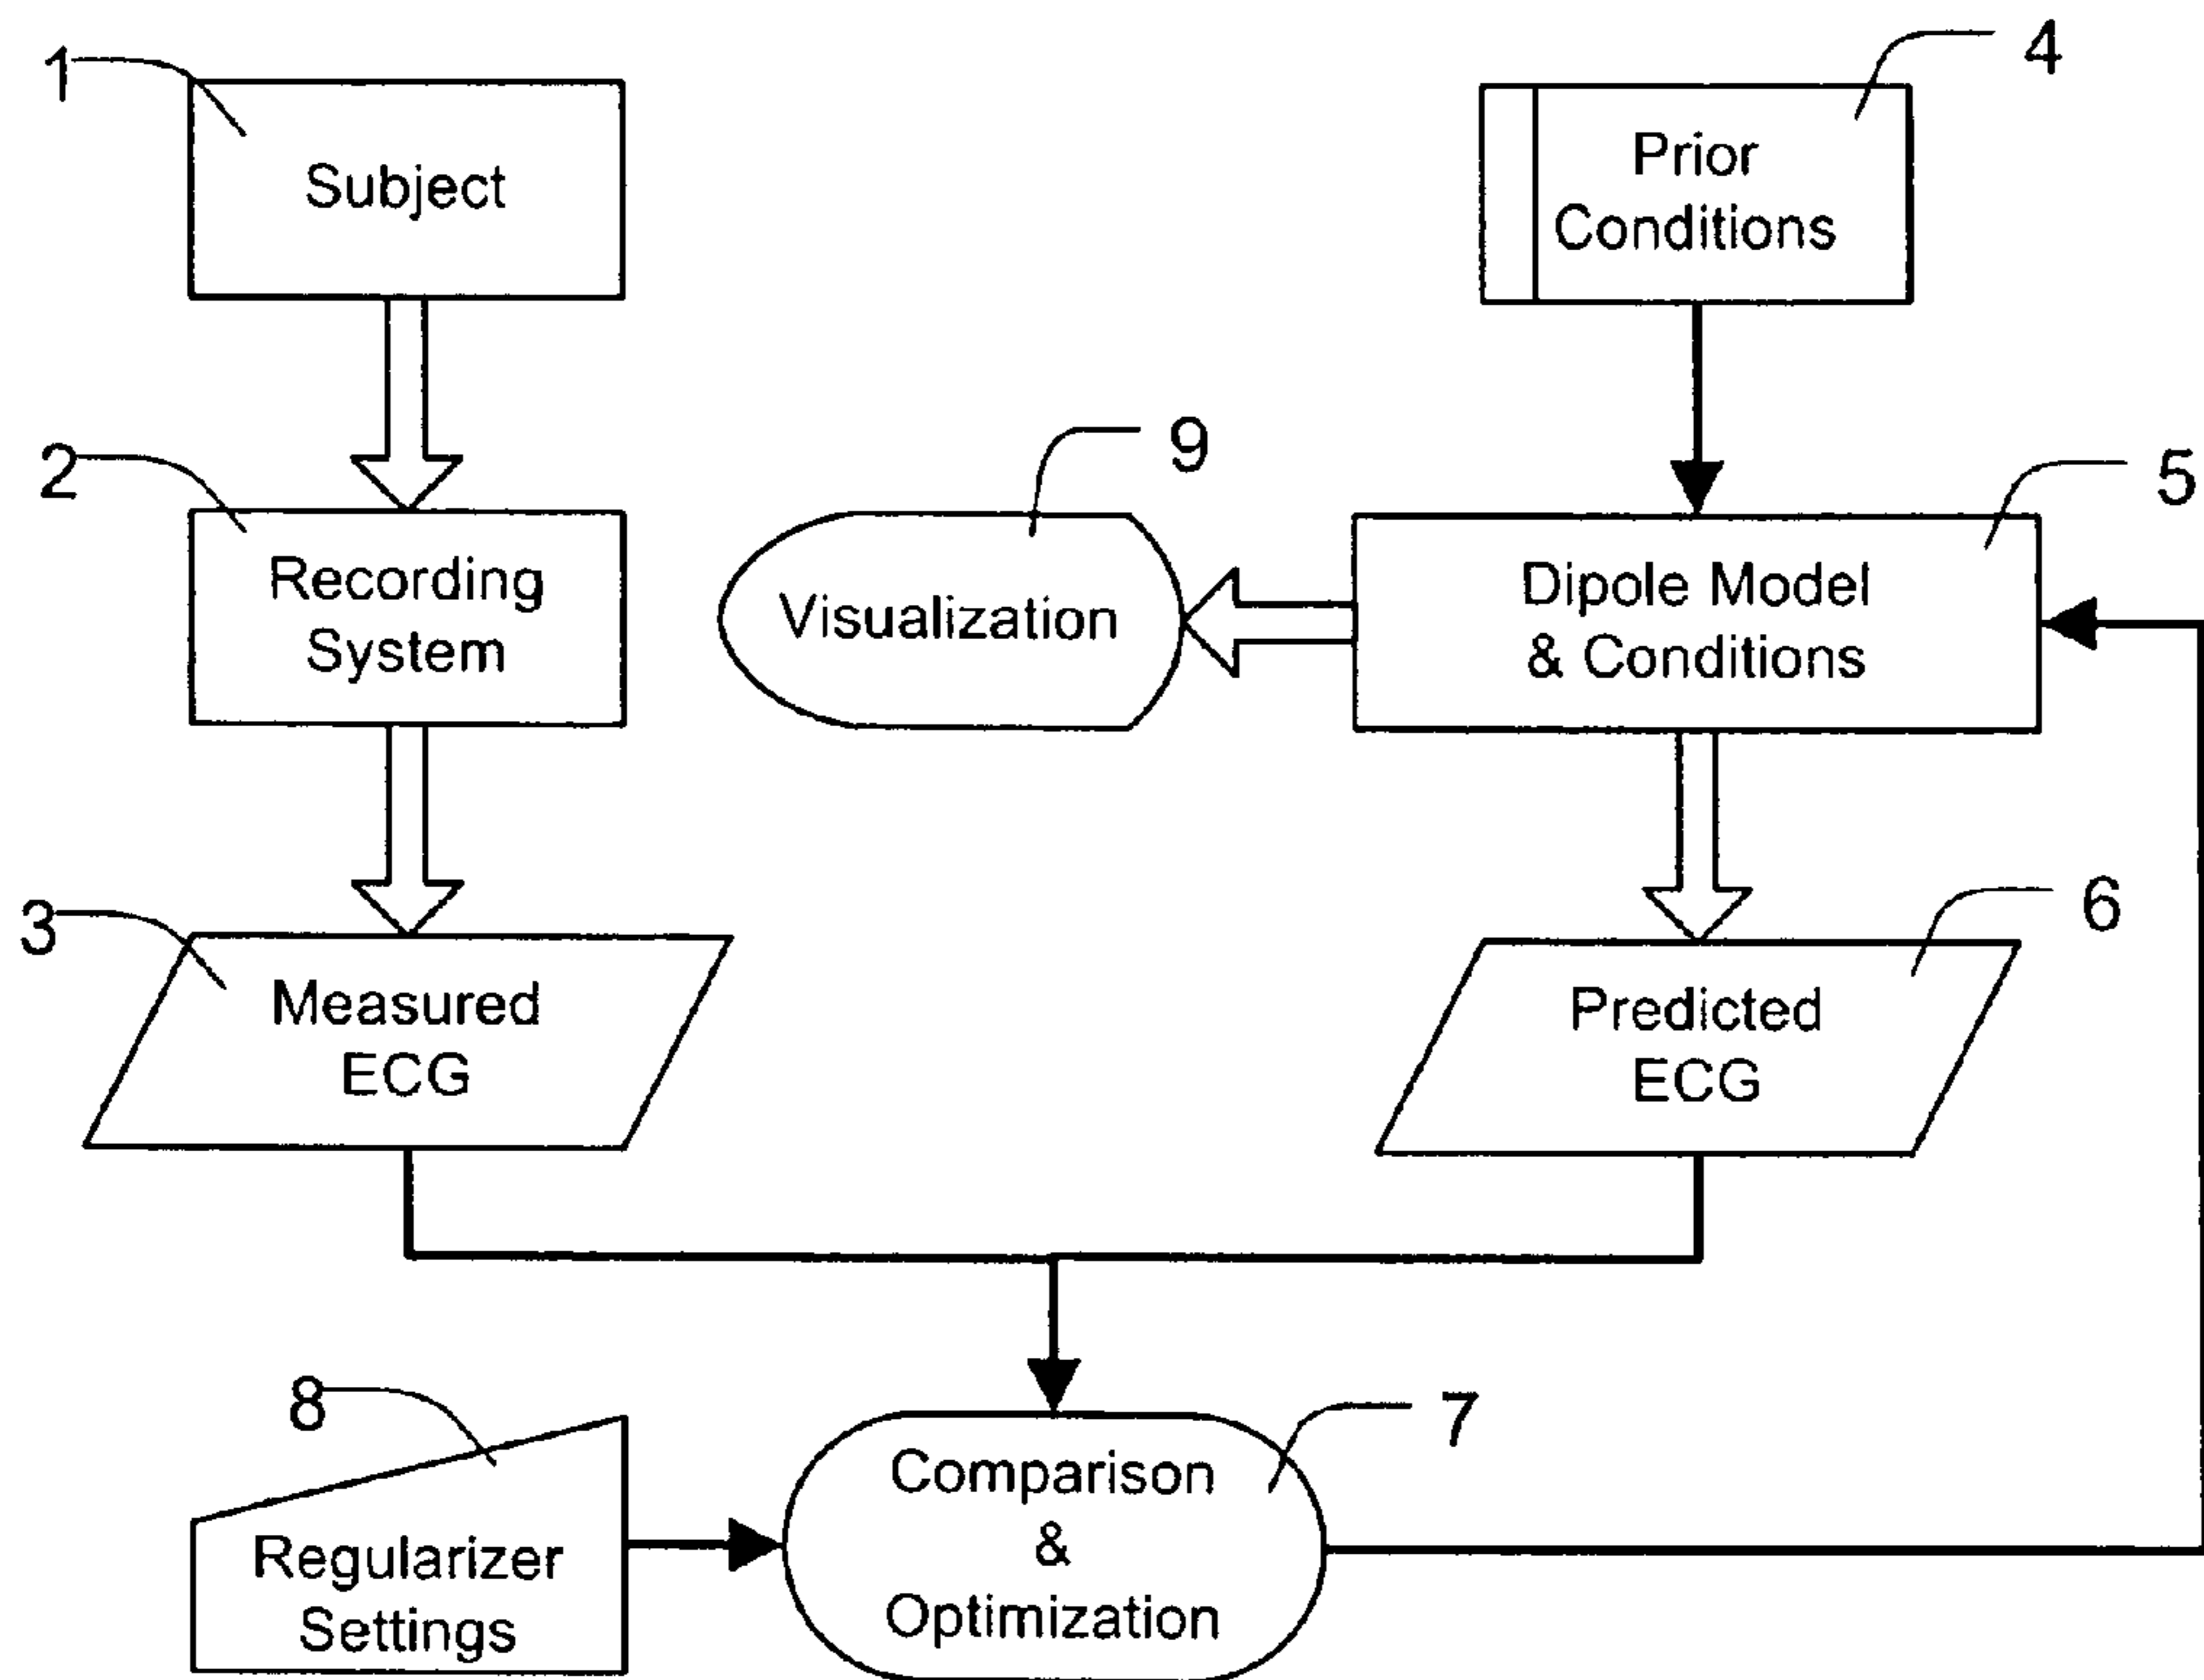 1
Subject
4
Prior
Conditions
2
Recording
System
9
Visualization
5
Dipole Model
& Conditions
3
Measured
ECG
6
Predicted
ECG
8
Regularizer
Settings
7
Comparison
&
Optimization